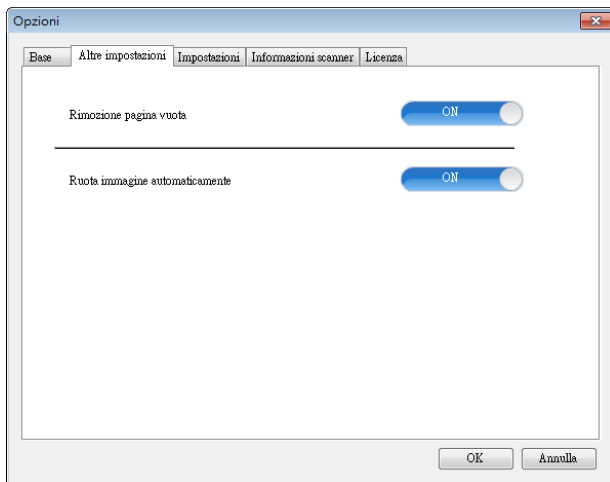 Opzioni
Base Altre impostazioni Impostazioni Informazioni scanner Licenza
Rimozione pagina vuota ON
Ruota immagine automaticamente ON
OK Annulla